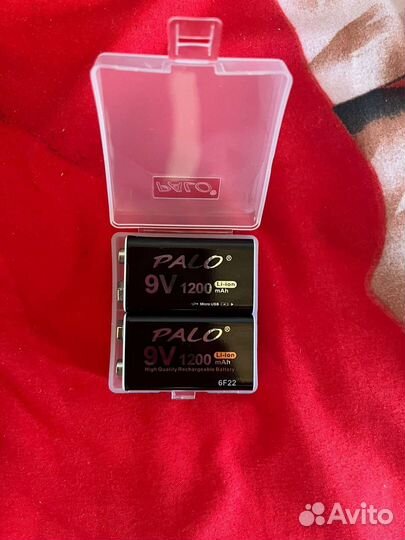 PALO®
PALO®
9V 1200 Li-ion mAh
Micro USB
PALO®
9V 1200 Li-ion mAh
High Quality Rechargeable Battery
6F22
Avito